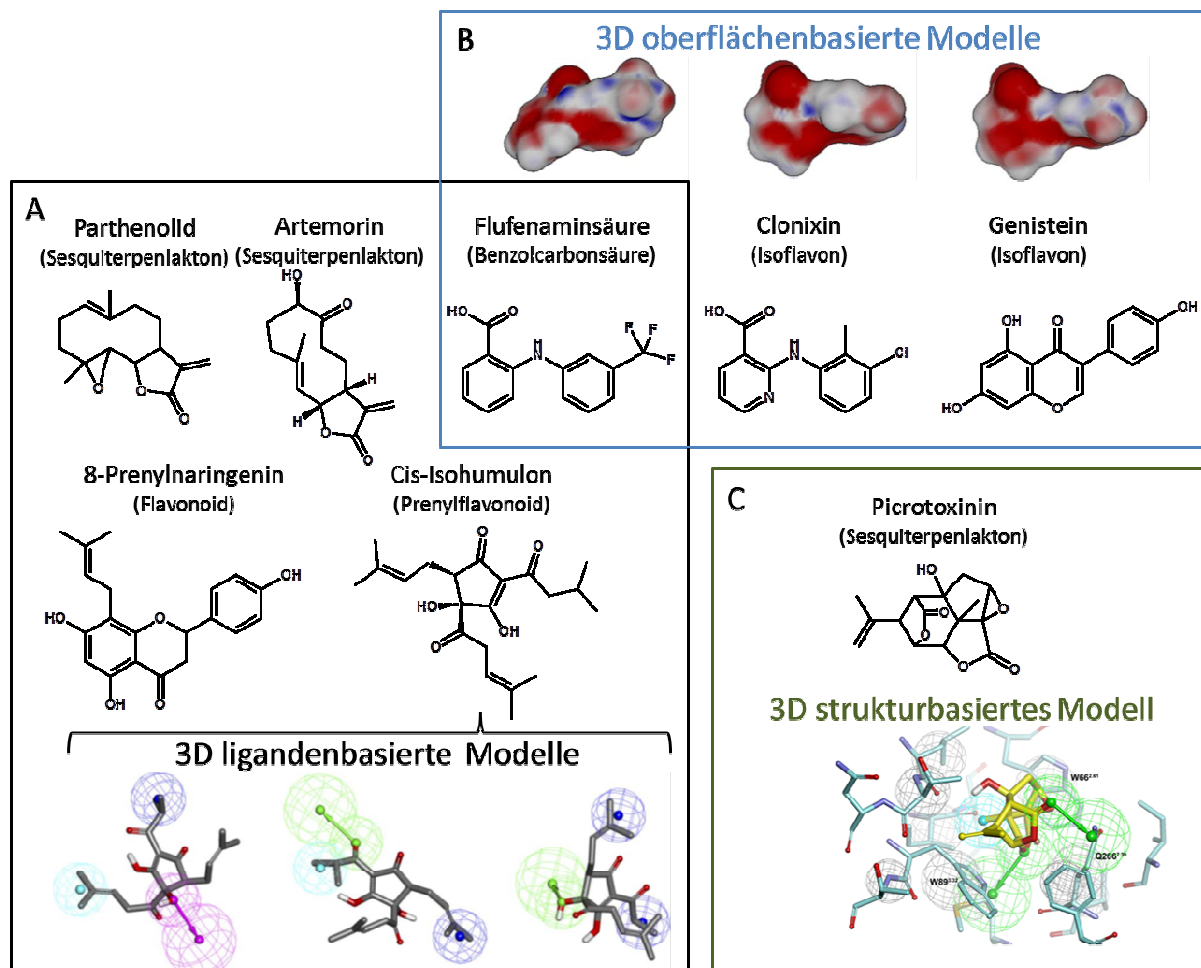 B
3D oberflächenbasierte Modelle
A
Parthenolid
(Sesquiterpenlakton)
Artemorin
(Sesquiterpenlakton)
Flufenaminsäure
(Benzolcarbonsäure)
Clonixin
(Isoflavon)
Genistein
(Isoflavon)
O
O
O
HO
O
H
H
O
O
HO
O
H
N
F
F
F
HO
O
H
N
N
Cl
OH
O
OH
HO
O
8-Prenylnaringenin
(Flavonoid)
Cis-Isohumulon
(Prenylflavonoid)
HO
O
OH
OH
O
O
O
HO
OH
O
3D ligandenbasierte Modelle
C
Picrotoxinin
(Sesquiterpenlakton)
HO
O
O
O
O
O
3D strukturbasiertes Modell